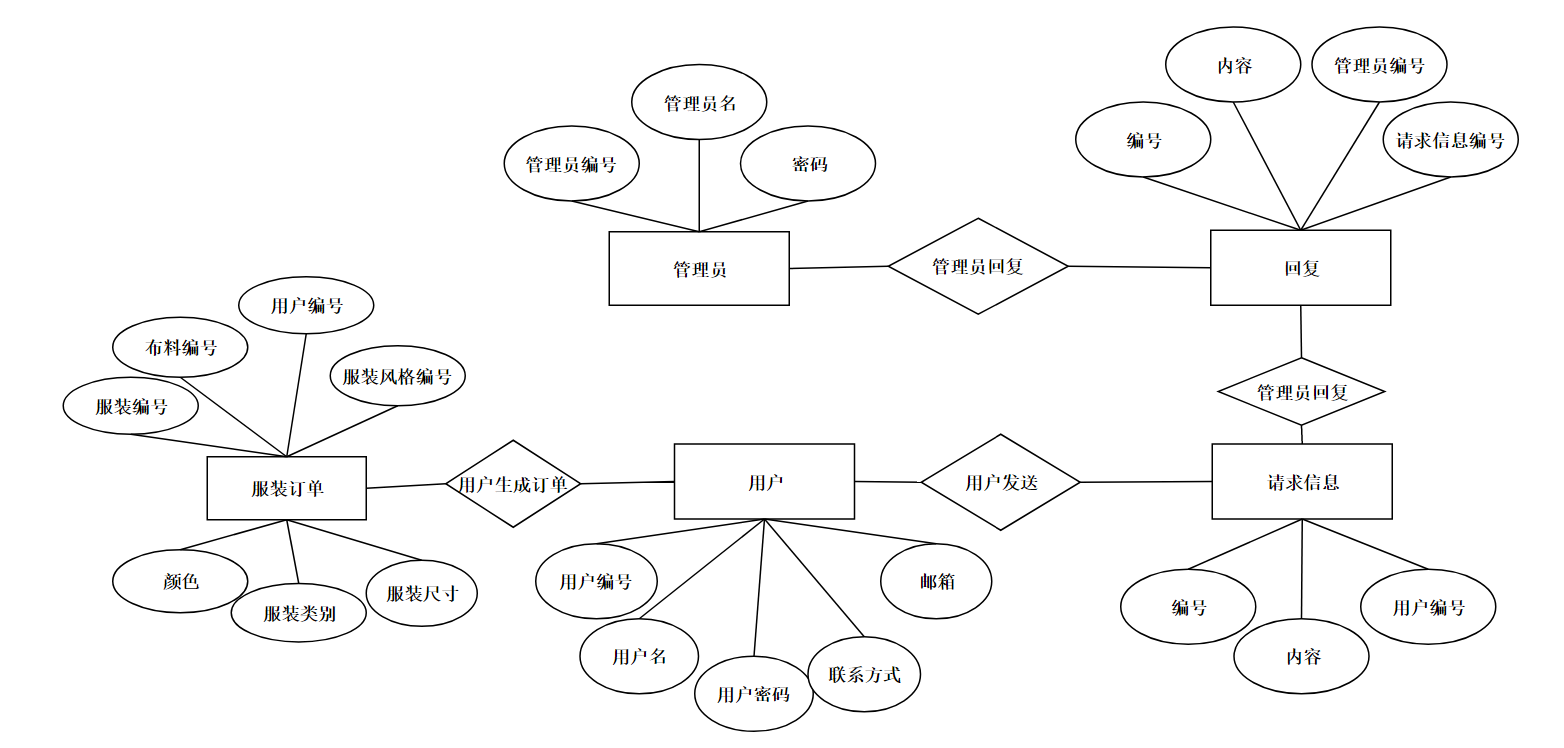 内容
管理员编号
编号
请求信息编号
管理员名
管理员编号
密码
管理员
管理员回复
回复
用户编号
布料编号
服装风格编号
服装编号
管理员回复
服装订单
用户生成订单
用户
用户发送
请求信息
颜色
服装类别
服装尺寸
用户编号
用户名
用户密码
联系方式
邮箱
编号
内容
用户编号